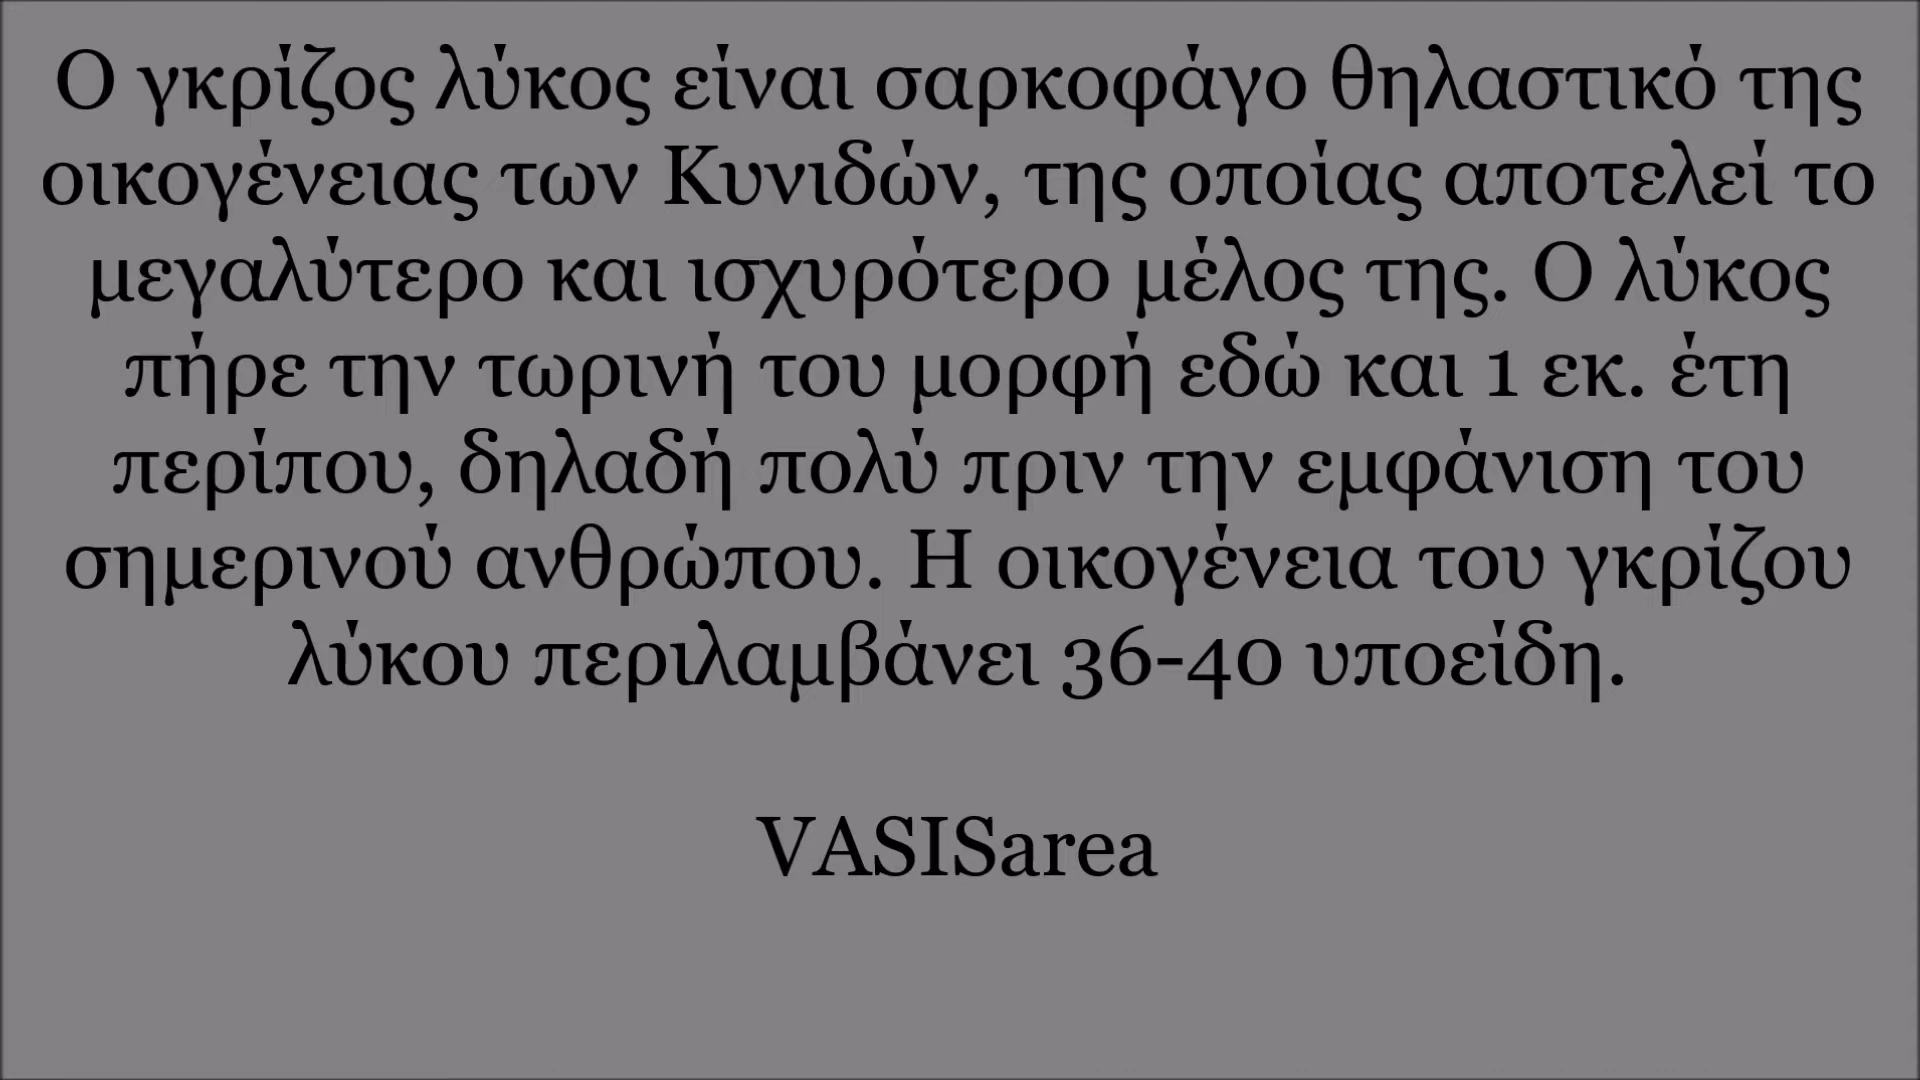 Ο γκρίζος λύκος είναι σαρκοφάγο θηλαστικό της
οικογένειας των Κυνιδών, της οποίας αποτελεί το
μεγαλύτερο και ισχυρότερο μέλος της. Ο λύκος
πήρε την τωρινή του μορφή εδώ και 1 εκ. έτη
περίπου, δηλαδή πολύ πριν την εμφάνιση του
σημερινού ανθρώπου. Η οικογένεια του γκρίζου
λύκου περιλαμβάνει 36-40 υποείδη.
VASISarea